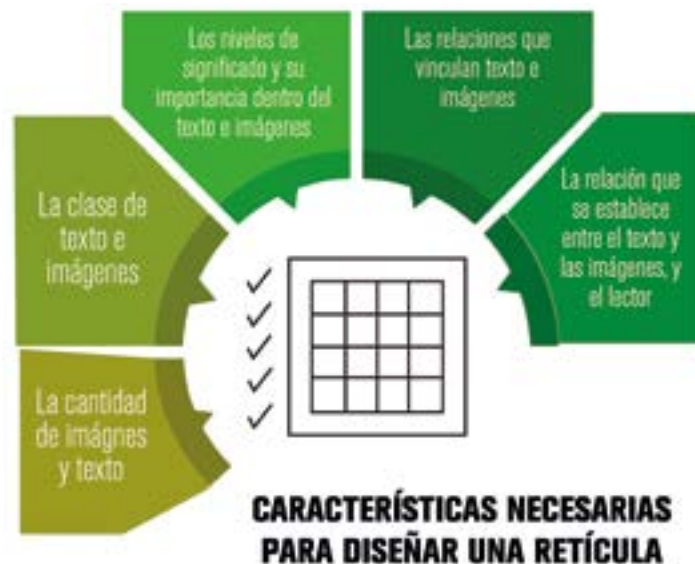 La cantidad
de imágnes
y texto
La clase de
texto e
imágenes
Los niveles de
significado y su
importancia dentro del
texto e imágenes
Las relaciones que
vinculan texto e
imágenes
La relación que
se establece
entre el texto y
las imágenes, y
el lector
CARACTERÍSTICAS NECESARIAS
PARA DISEÑAR UNA RETÍCULA